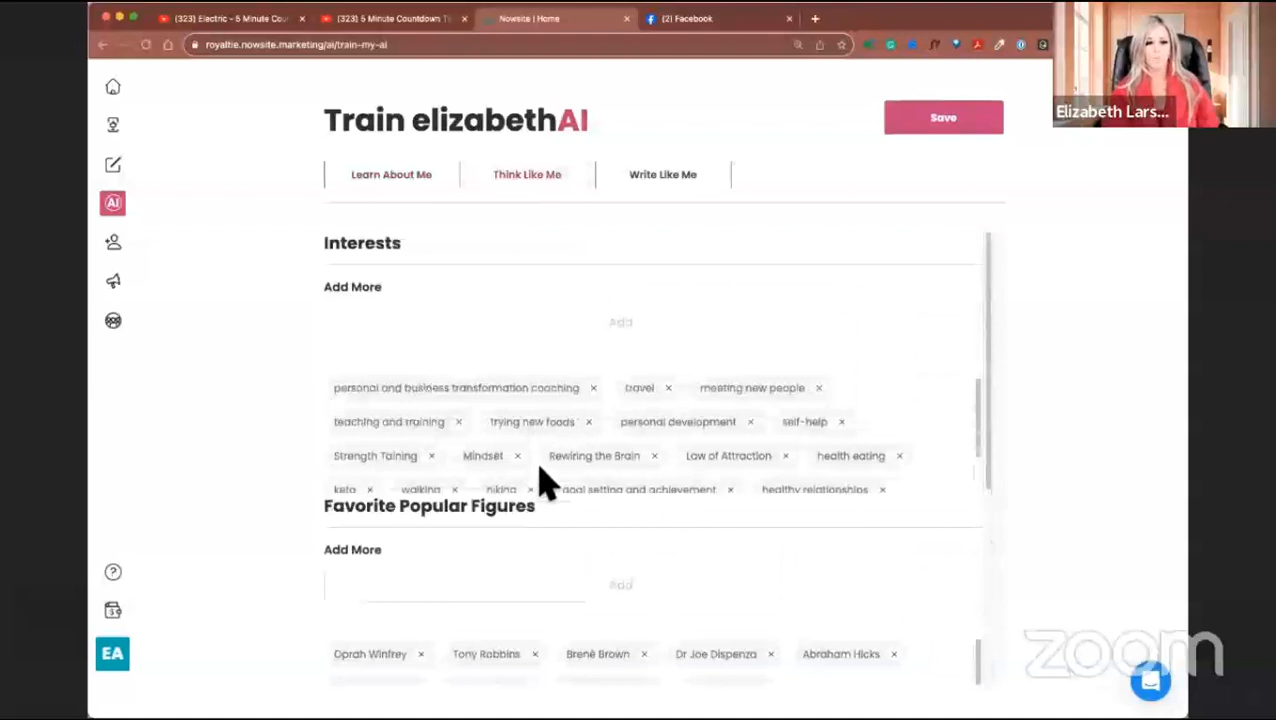 (323) Electric - 5 Minute Cou
(323) 5 Minute Countdown Ti
Nowsite | Home
(2) Facebook
royaltie.nowsite.marketing/ai/train-my-ai
Elizabeth Lars...
Train elizabethAI
Save
Learn About Me
Think Like Me
Write Like Me
Interests
Add More
Add
personal and business transformation coaching × travel × meeting new people ×
teaching and training × trying new foods × personal development × self-help ×
Strength Taining × Mindset × Rewiring the Brain × Law of Attraction × health eating ×
keto × walking × hiking × goal setting and achievement × healthy relationships ×
Favorite Popular Figures
Add More
Add
Oprah Winfrey × Tony Robbins × Brené Brown × Dr Joe Dispenza × Abraham Hicks ×
AI
EA
zoom